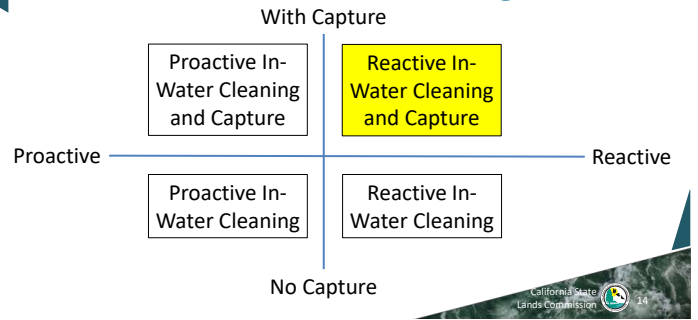 With Capture
Proactive In-
Water Cleaning
and Capture
Reactive In-
Water Cleaning
and Capture
Proactive
Reactive
Proactive In-
Water Cleaning
Reactive In-
Water Cleaning
No Capture
California State
Lands Commission
14